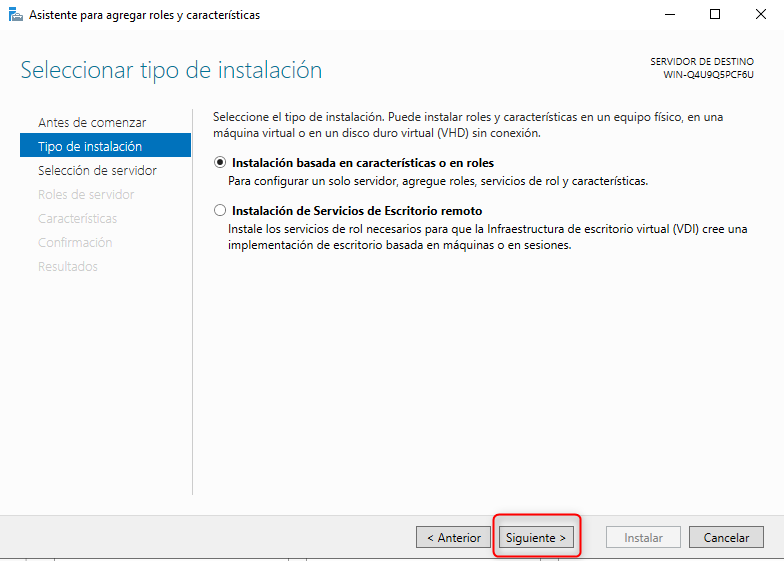 Asistente para agregar roles y características
Seleccionar tipo de instalación
SERVIDOR DE DESTINO
WIN-Q4U9Q5PCF6U
Antes de comenzar
Tipo de instalación
Selección de servidor
Roles de servidor
Características
Confirmación
Resultados
Seleccione el tipo de instalación. Puede instalar roles y características en un equipo físico, en una
máquina virtual o en un disco duro virtual (VHD) sin conexión.
Instalación basada en características o en roles
Para configurar un solo servidor, agregue roles, servicios de rol y características.
Instalación de Servicios de Escritorio remoto
Instale los servicios de rol necesarios para que la Infraestructura de escritorio virtual (VDI) cree una
implementación de escritorio basada en máquinas o en sesiones.
< Anterior
Siguiente >
Instalar
Cancelar